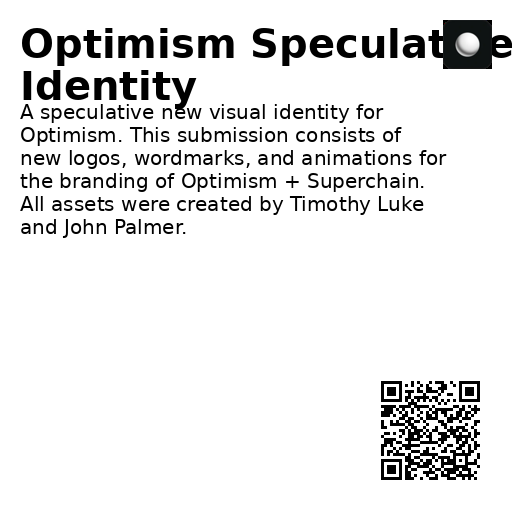 Optimism Speculat e
Identity
A speculative new visual identity for
Optimism. This submission consists of
new logos, wordmarks, and animations for
the branding of Optimism + Superchain.
All assets were created by Timothy Luke
and John Palmer.